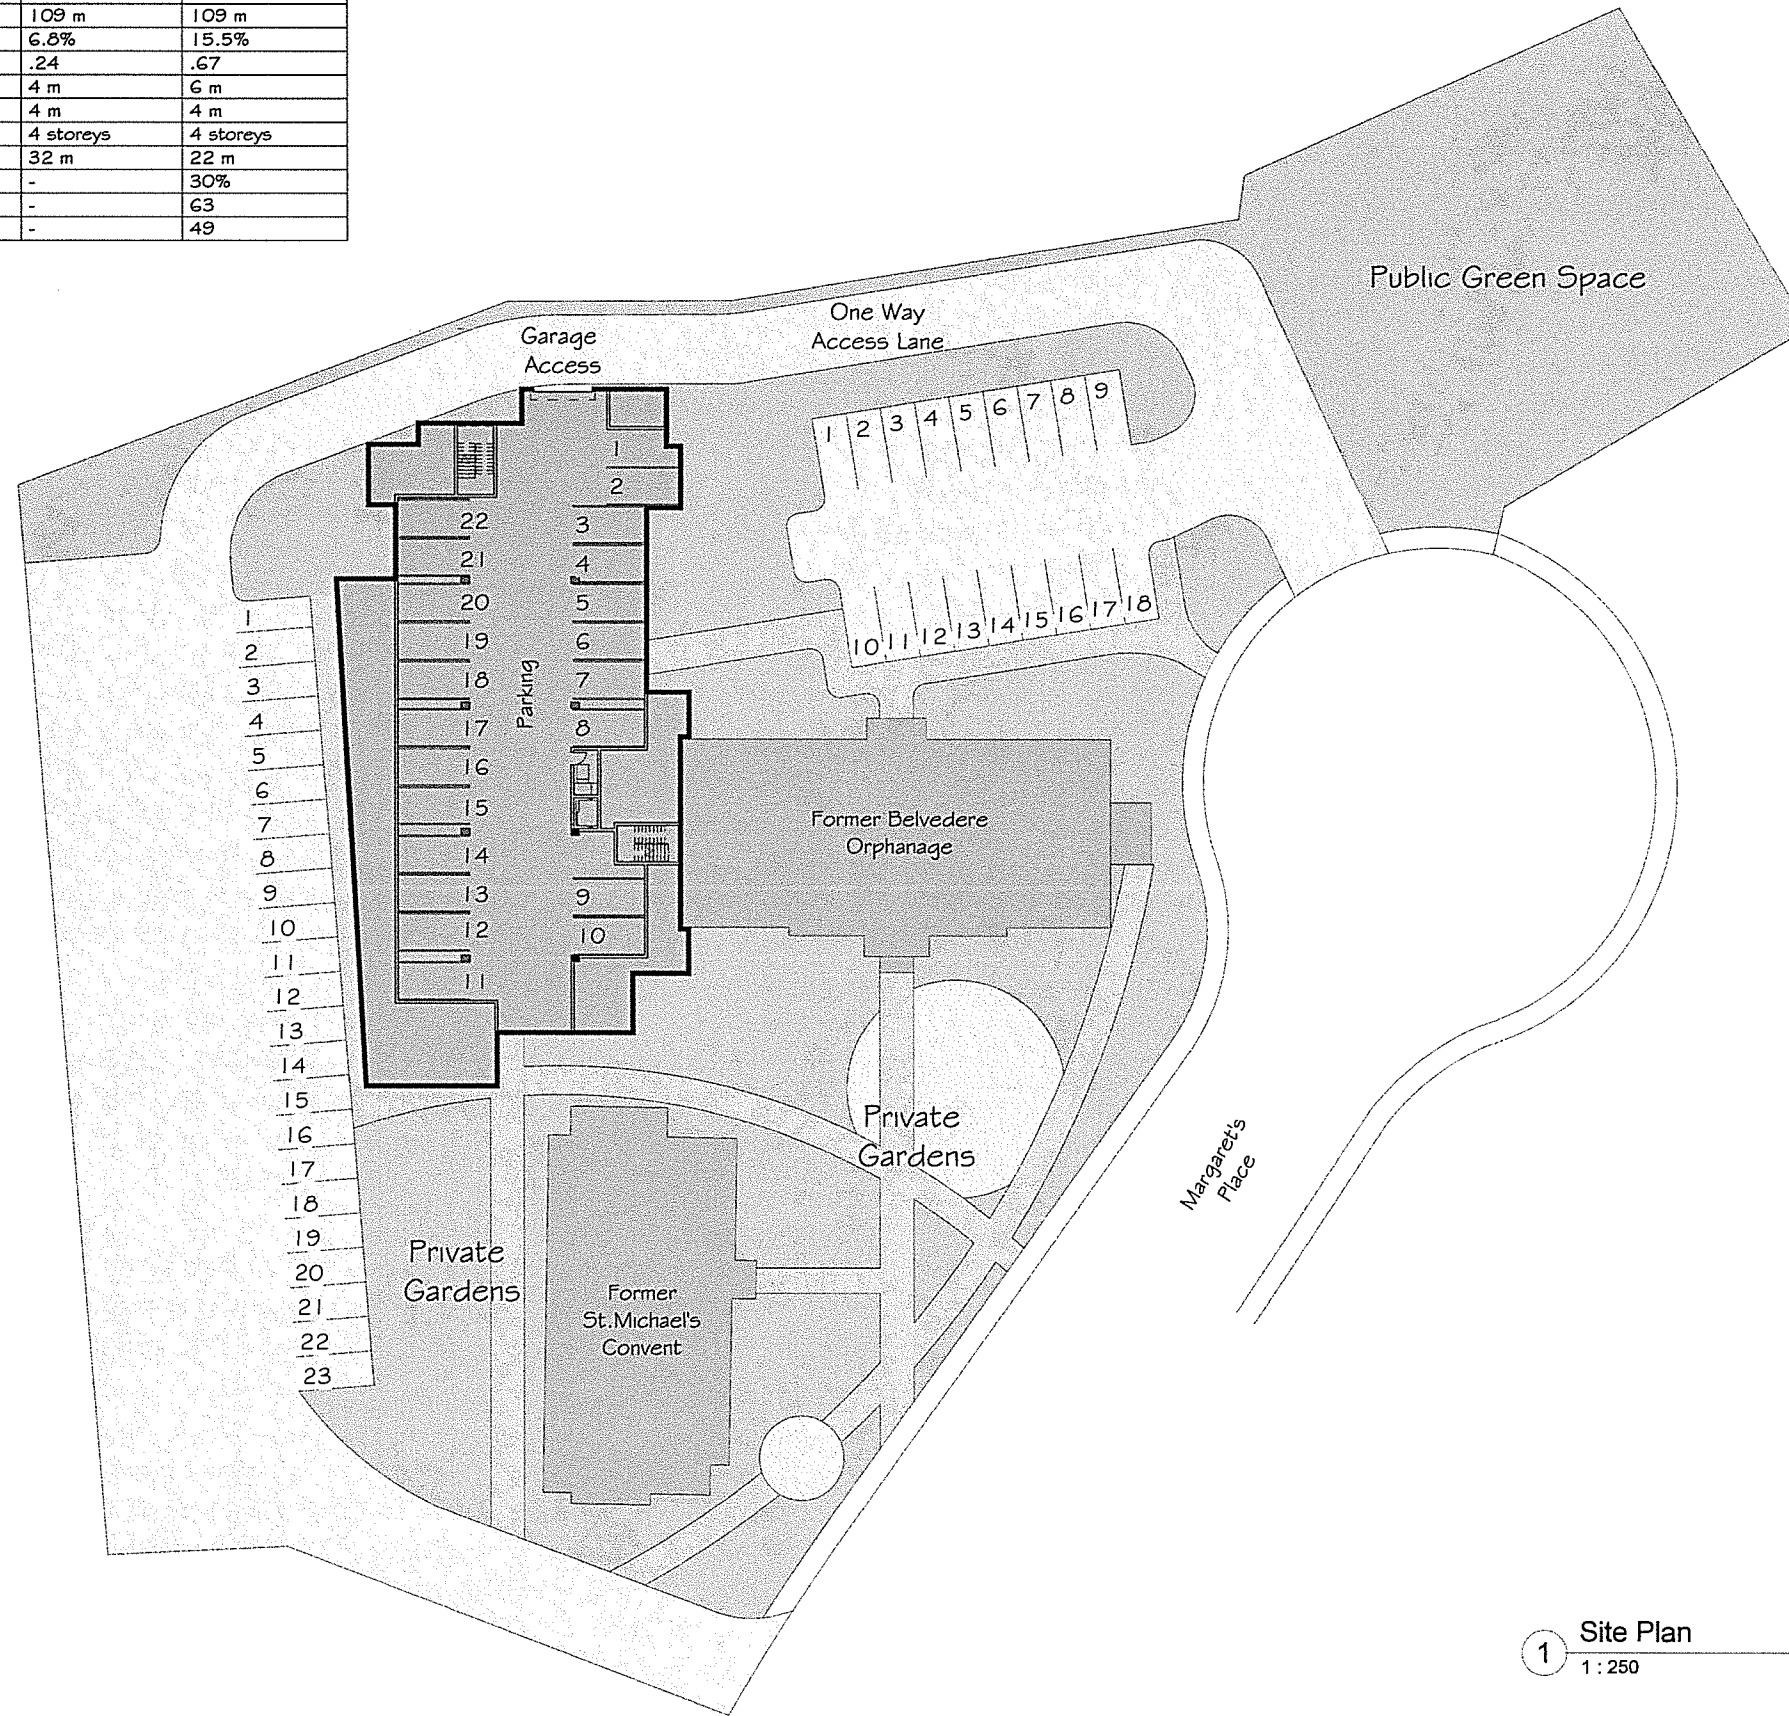 109 m 109 m
6.8% 15.5%
.24 .67
4 m 6 m
4 m 4 m
4 storeys 4 storeys
32 m 22 m
- 30%
- 63
- 49
Public Green Space
One Way
Access Lane
Garage
Access
1
2
3
4
5
6
7
8
9
10
11
12
13
14
15
16
17
18
1
2
3
4
5
6
7
8
9
10
22
21
20
19
18
17
16
15
14
13
12
11
Parking
1
2
3
4
5
6
7
8
9
10
11
12
13
14
15
16
17
18
19
20
21
22
23
Former Belvedere
Orphanage
Private
Gardens
Margaret's
Place
Private
Gardens
Former
St.Michael's
Convent
1 Site Plan
1 : 250